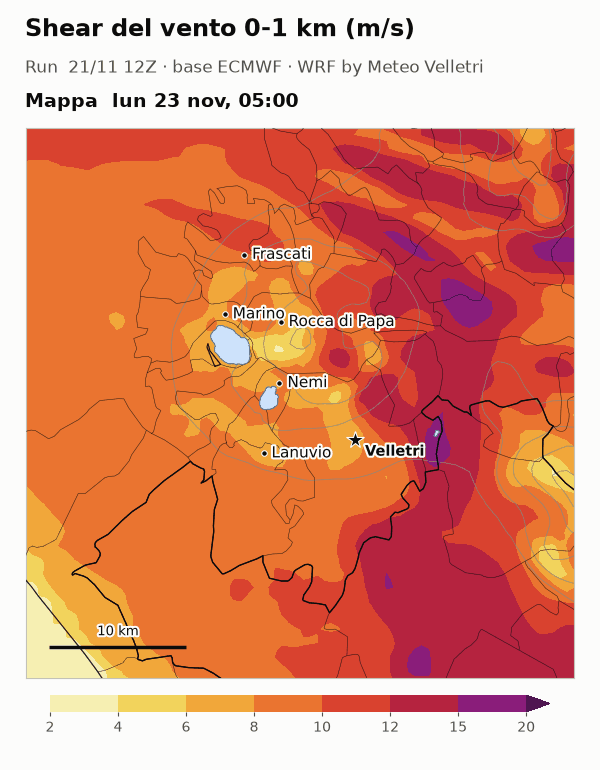 Shear del vento 0-1 km (m/s)
Run  21/11 12Z · base ECMWF · WRF by Meteo Velletri
Mappa  lun 23 nov, 05:00
Frascati
Marino
Rocca di Papa
Nemi
Velletri
Lanuvio
10 km
2 4 6 8 10 12 15 20